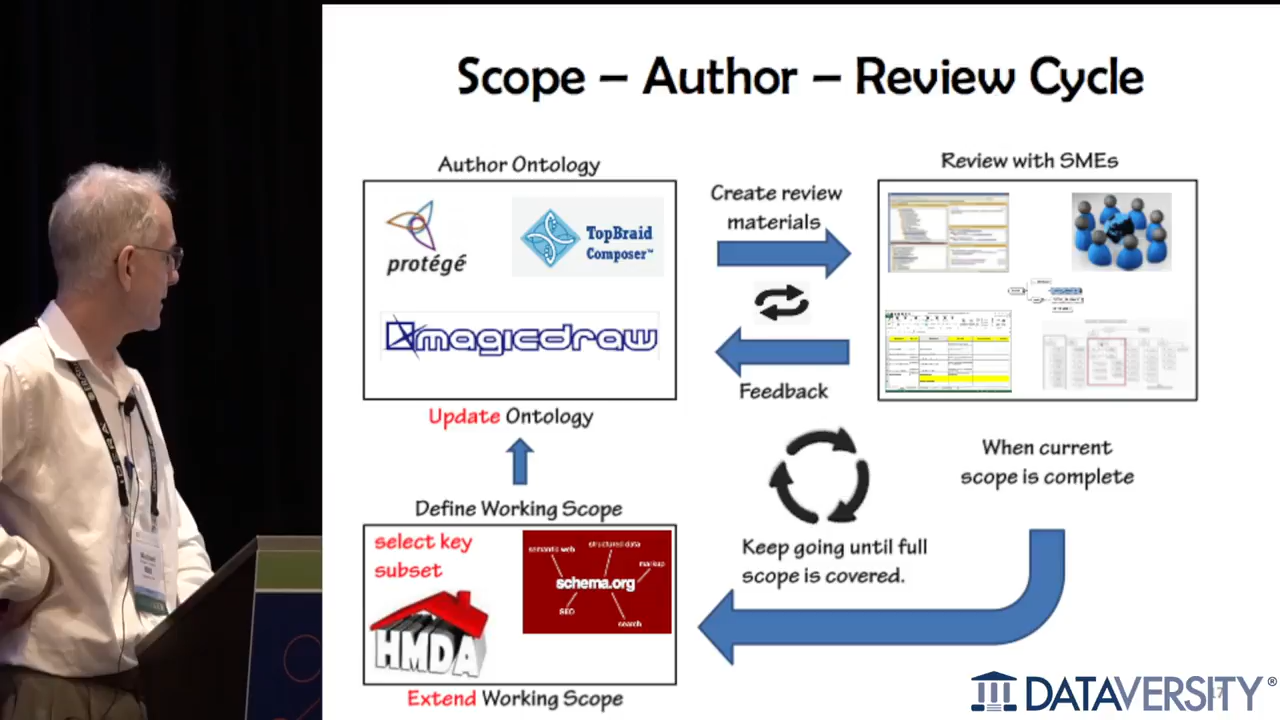 Scope – Author – Review Cycle
Author Ontology
protégé
TopBraid
Composer™
magicdraw
Update Ontology
Create review
materials
Feedback
Review with SMEs
When current
scope is complete
Keep going until full
scope is covered.
Define Working Scope
select key
subset
HMDA
semantic web
structured data
markup
schema.org
SEO
search
Extend Working Scope
DATAVERSITY®
17